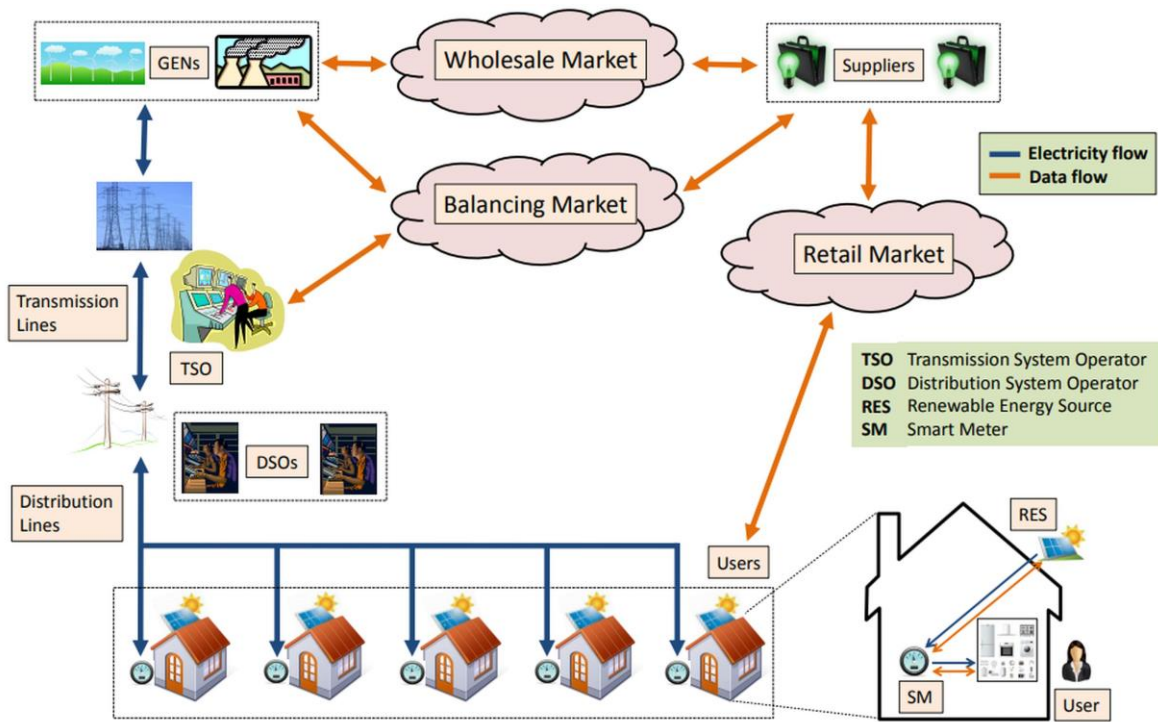 GENs
Wholesale Market
Suppliers
Electricity flow
Data flow
Balancing Market
Retail Market
Transmission
Lines
TSO
TSO Transmission System Operator
DSO Distribution System Operator
RES Renewable Energy Source
SM Smart Meter
DSOs
Distribution
Lines
Users
RES
SM
User